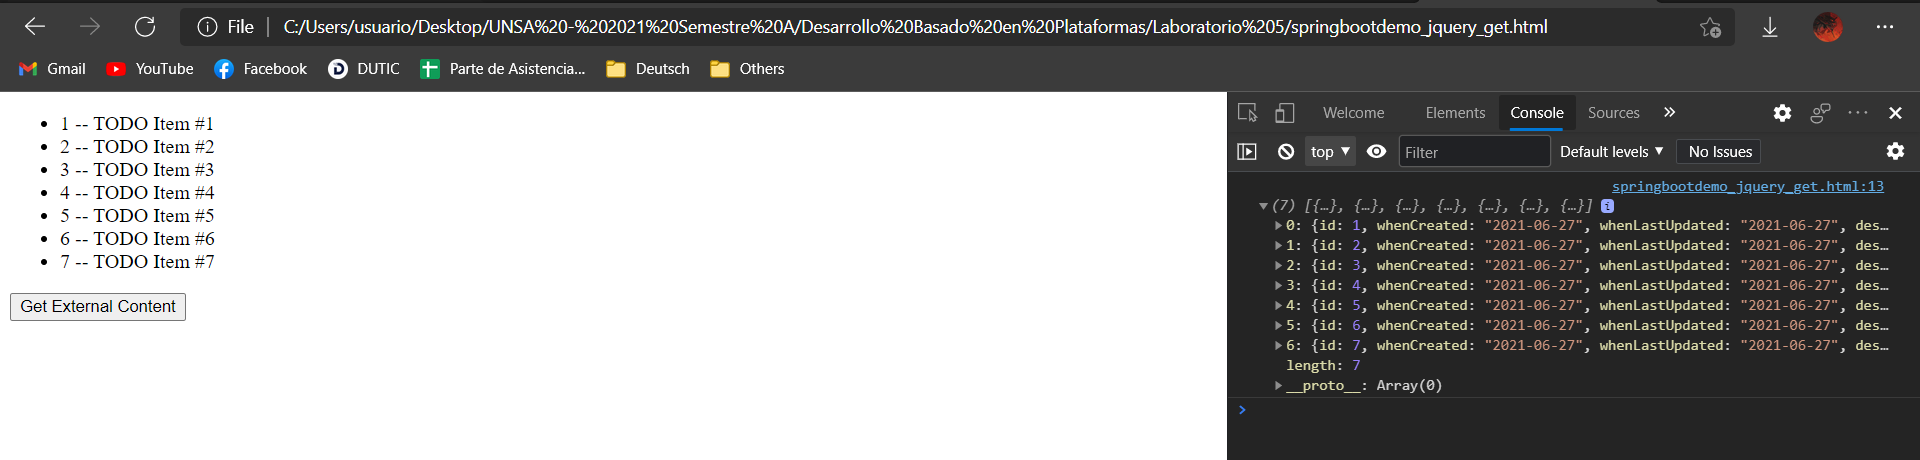 File | C:/Users/usuario/Desktop/UNSA%20-%202021%20Semestre%20A/Desarrollo%20Basado%20en%20Plataformas/Laboratorio%205/springbootdemo_jquery_get.html
Gmail YouTube Facebook DUTIC Parte de Asistencia... Deutsch Others
• 1 -- TODO Item #1
• 2 -- TODO Item #2
• 3 -- TODO Item #3
• 4 -- TODO Item #4
• 5 -- TODO Item #5
• 6 -- TODO Item #6
• 7 -- TODO Item #7
Get External Content
Welcome Elements Console Sources
top Filter Default levels No Issues
springbootdemo_jquery_get.html:13
(7) [{…}, {…}, {…}, {…}, {…}, {…}, {…}] i
0: {id: 1, whenCreated: "2021-06-27", whenLastUpdated: "2021-06-27", des…
1: {id: 2, whenCreated: "2021-06-27", whenLastUpdated: "2021-06-27", des…
2: {id: 3, whenCreated: "2021-06-27", whenLastUpdated: "2021-06-27", des…
3: {id: 4, whenCreated: "2021-06-27", whenLastUpdated: "2021-06-27", des…
4: {id: 5, whenCreated: "2021-06-27", whenLastUpdated: "2021-06-27", des…
5: {id: 6, whenCreated: "2021-06-27", whenLastUpdated: "2021-06-27", des…
6: {id: 7, whenCreated: "2021-06-27", whenLastUpdated: "2021-06-27", des…
length: 7
__proto__: Array(0)